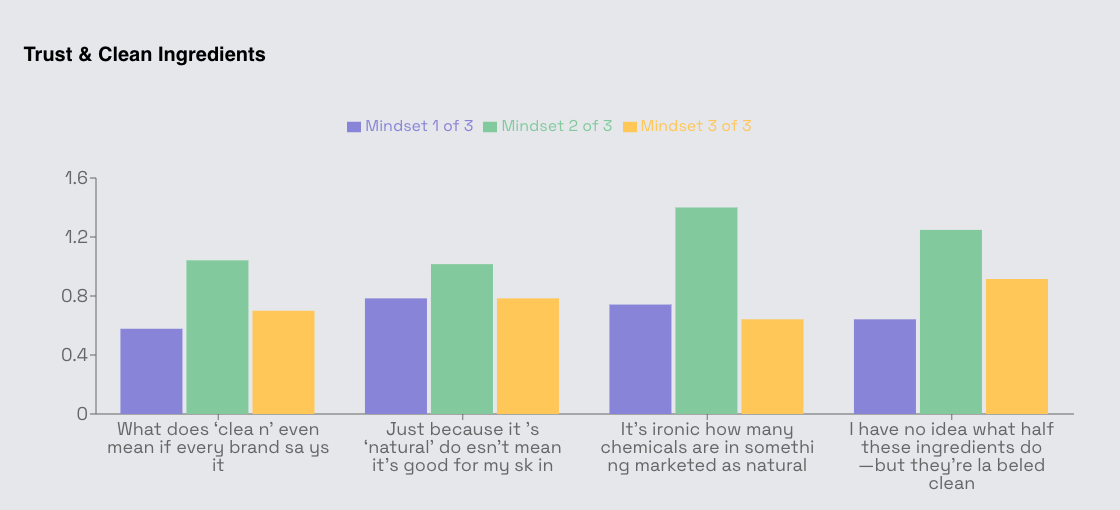 Trust & Clean Ingredients
Mindset 1 of 3 Mindset 2 of 3 Mindset 3 of 3
1.6
1.2
0.8
0.4
0
What does ‘clea n’ even
mean if every brand sa ys
it
Just because it ’s
‘natural’ do esn’t mean
it’s good for my sk in
It’s ironic how many
chemicals are in somethi
ng marketed as natural
I have no idea what half
these ingredients do
—but they’re la beled
clean